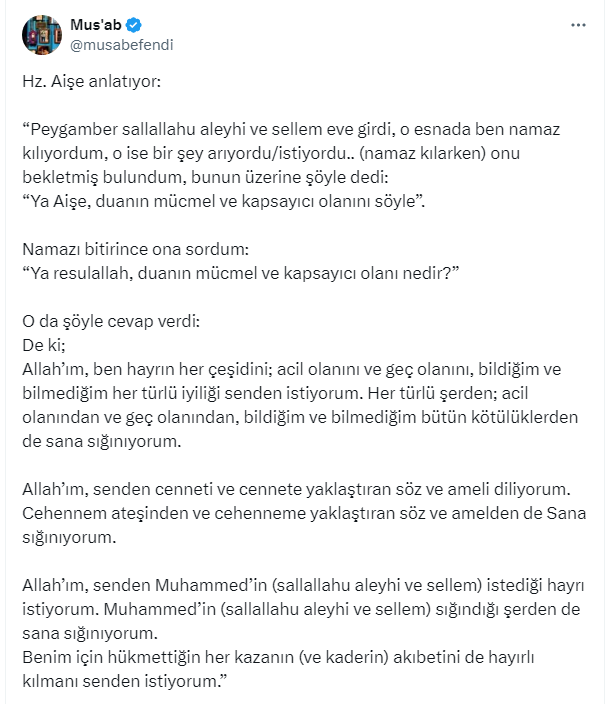 Mus'ab
@musabefendi
Hz. Aişe anlatıyor:
“Peygamber sallallahu aleyhi ve sellem eve girdi, o esnada ben namaz
kılıyordum, o ise bir şey arıyordu/istiyordu.. (namaz kılarken) onu
bekletmiş bulundum, bunun üzerine şöyle dedi:
“Ya Aişe, duanın mücmel ve kapsayıcı olanını söyle”.
Namazı bitirince ona sordum:
“Ya resulallah, duanın mücmel ve kapsayıcı olanı nedir?”
O da şöyle cevap verdi:
De ki;
Allah’ım, ben hayrın her çeşidini; acil olanını ve geç olanını, bildiğim ve
bilmediğim her türlü iyiliği senden istiyorum. Her türlü şerden; acil
olanından ve geç olanından, bildiğim ve bilmediğim bütün kötülüklerden
de sana sığınıyorum.
Allah’ım, senden cenneti ve cennete yaklaştıran söz ve ameli diliyorum.
Cehennem ateşinden ve cehenneme yaklaştıran söz ve amelden de Sana
sığınıyorum.
Allah’ım, senden Muhammed’in (sallallahu aleyhi ve sellem) istediği hayrı
istiyorum. Muhammed’in (sallallahu aleyhi ve sellem) sığındığı şerden de
sana sığınıyorum.
Benim için hükmettiğin her kazanın (ve kaderin) akıbetini de hayırlı
kılmanı senden istiyorum.”